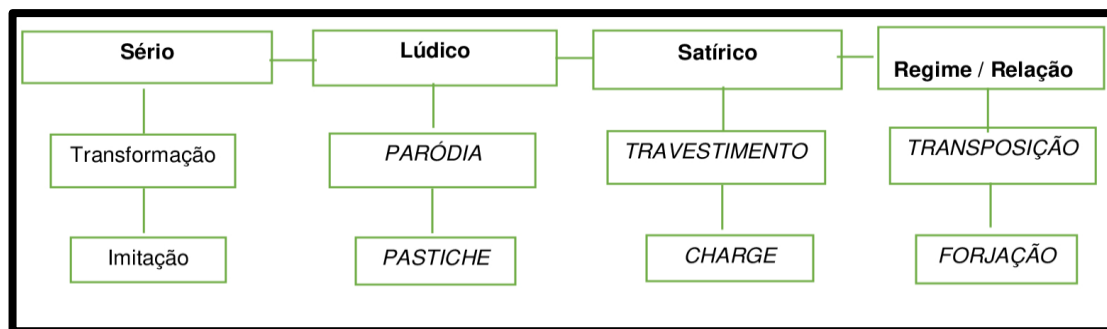 Sério
Lúdico
Satírico
Regime / Relação
Transformação
PARÓDIA
TRAVESTIMENTO
TRANSPOSIÇÃO
Imitação
PASTICHE
CHARGE
FORJAÇÃO